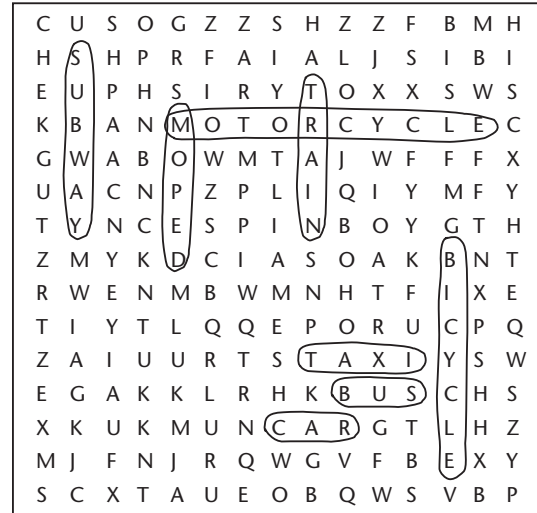 C U S O G Z Z S H Z Z F B M H
H S H P R F A I A L J S I B I
E U P H S I R Y T O X X S W S
K B A N M O T O R C Y C L E C
G W A B O W M T A J W F F F X
U A C N P Z P L I Q I Y M F Y
T Y N C E S P I N B O Y G T H
Z M Y K D C I A S O A K B N T
R W E N M B W M N H T F I X E
T I Y T L Q Q E P O R U C P Q
Z A I U U R T S T A X I Y S W
E G A K K L R H K B U S C H S
X K U K M U N C A R G T L H Z
M J F N J R Q W G V F B E X Y
S C X T A U E O B Q W S V B P